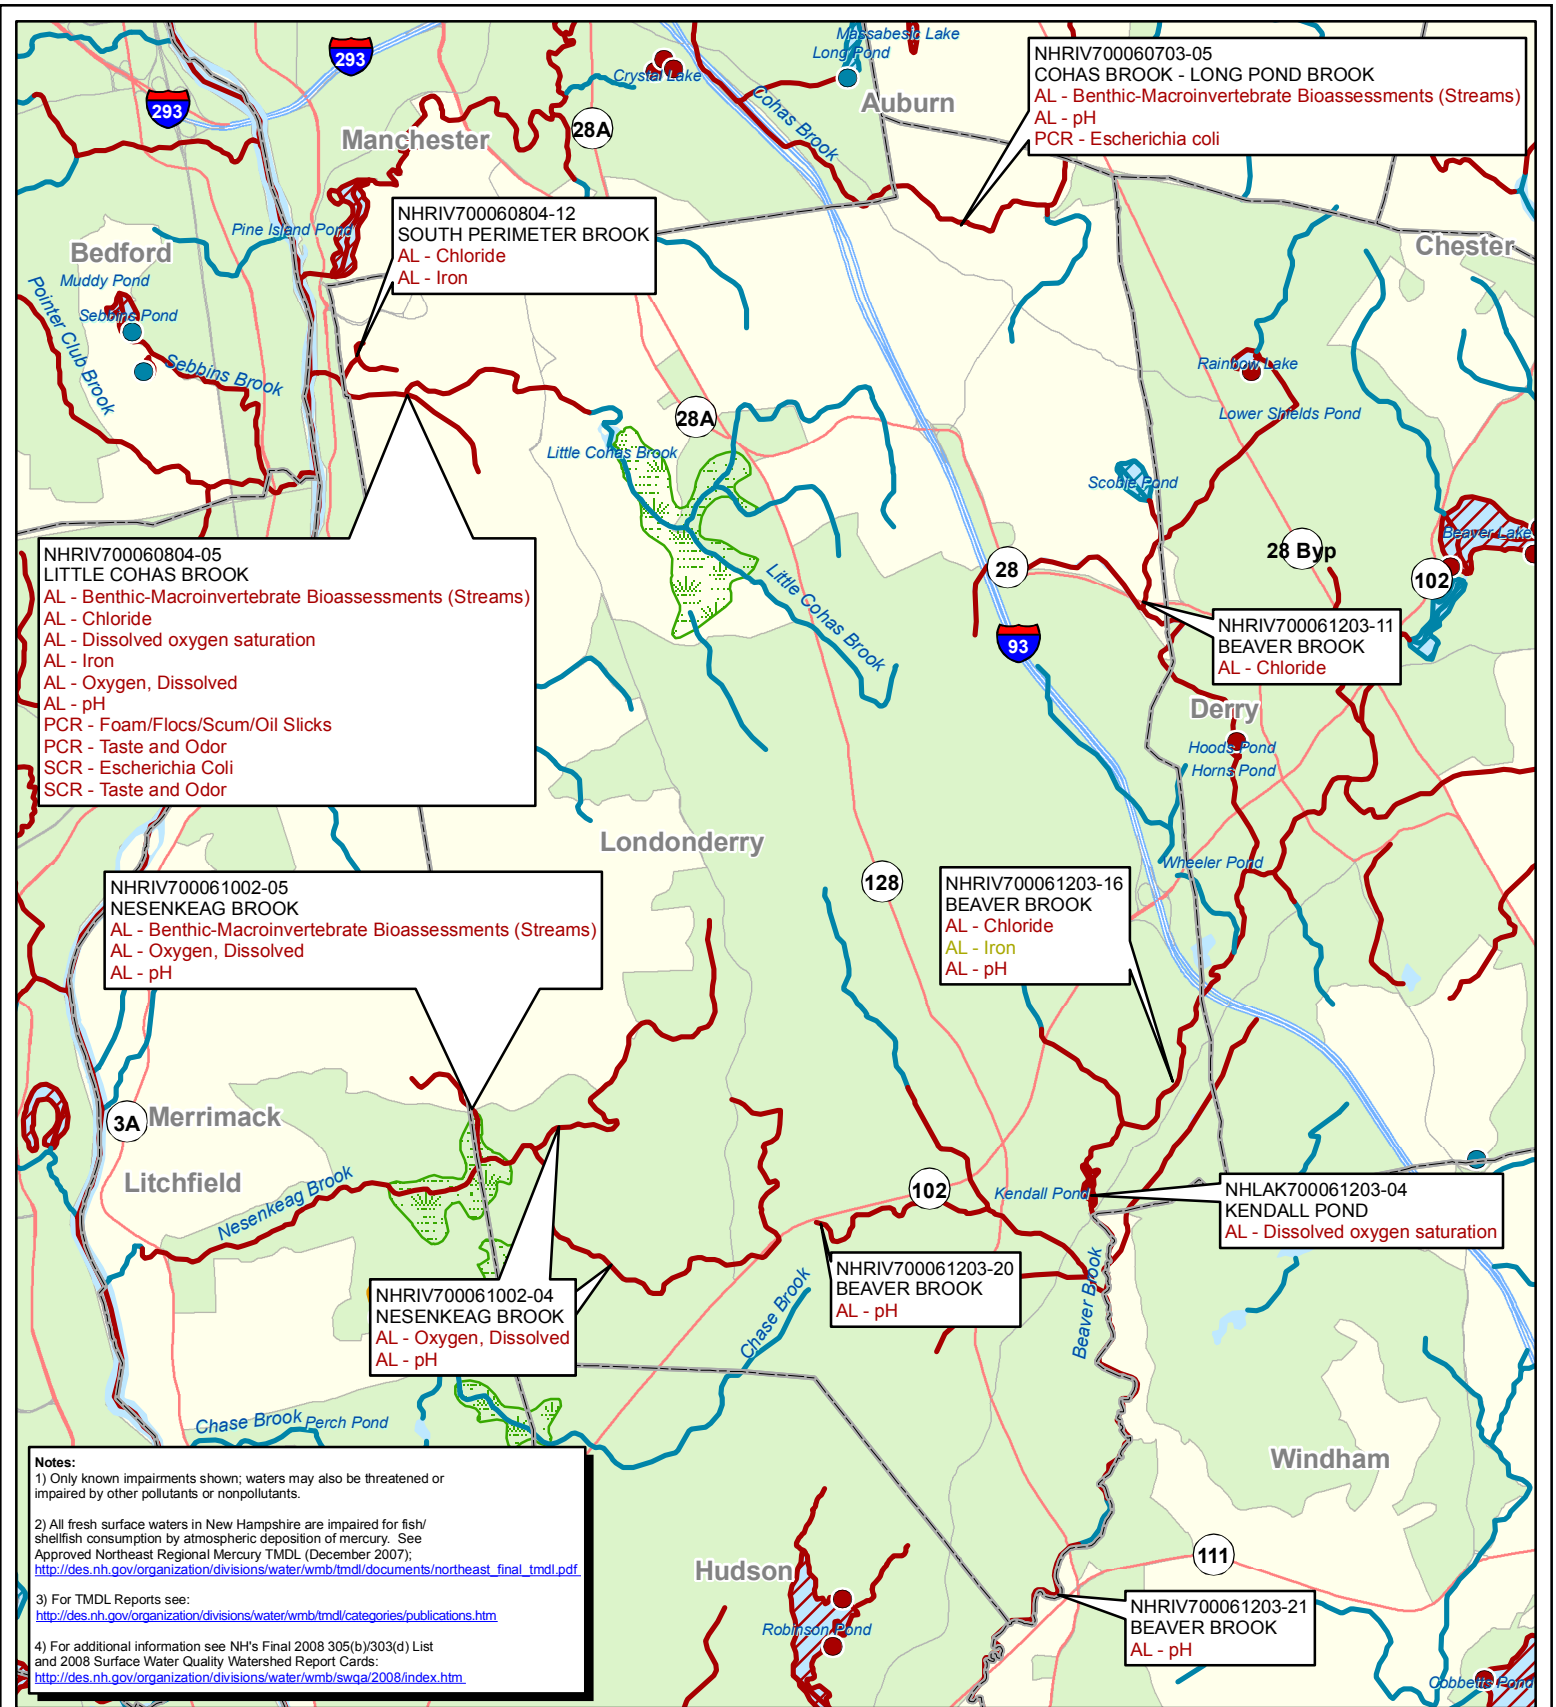 293
293
Massabesic Lake
Long Pond
Crystal Lake
Cohas Brook
Auburn
Manchester
28A
NHRIV700060703-05
COHAS BROOK - LONG POND BROOK
AL - Benthic-Macroinvertebrate Bioassessments (Streams)
AL - pH
PCR - Escherichia coli
NHRIV700060804-12
SOUTH PERIMETER BROOK
AL - Chloride
AL - Iron
Pine Island Pond
Bedford
Muddy Pond
Sebbins Pond
Pointer Club Brook
Sebbins Brook
Chester
Rainbow Lake
Lower Shields Pond
28A
Little Cohas Brook
Scobie Pond
Beaver Lake
28 Byp
102
28
93
Little Cohas Brook
NHRIV700060804-05
LITTLE COHAS BROOK
AL - Benthic-Macroinvertebrate Bioassessments (Streams)
AL - Chloride
AL - Dissolved oxygen saturation
AL - Iron
AL - Oxygen, Dissolved
AL - pH
PCR - Foam/Flocs/Scum/Oil Slicks
PCR - Taste and Odor
SCR - Escherichia Coli
SCR - Taste and Odor
NHRIV700061203-11
BEAVER BROOK
AL - Chloride
Derry
Hoods Pond
Horns Pond
Londonderry
Wheeler Pond
128
NHRIV700061002-05
NESENKEAG BROOK
AL - Benthic-Macroinvertebrate Bioassessments (Streams)
AL - Oxygen, Dissolved
AL - pH
NHRIV700061203-16
BEAVER BROOK
AL - Chloride
AL - Iron
AL - pH
3A
Merrimack
Litchfield
Nesenkeag Brook
102
Kendall Pond
NHLAK700061203-04
KENDALL POND
AL - Dissolved oxygen saturation
NHRIV700061203-20
BEAVER BROOK
AL - pH
NHRIV700061002-04
NESENKEAG BROOK
AL - Oxygen, Dissolved
AL - pH
Chase Brook
Beaver Brook
Chase Brook
Perch Pond
Windham
Hudson
111
Robinson Pond
NHRIV700061203-21
BEAVER BROOK
AL - pH
Cobbetts Pond
Notes:
1) Only known impairments shown; waters may also be threatened or
impaired by other pollutants or nonpollutants.
2) All fresh surface waters in New Hampshire are impaired for fish/
shellfish consumption by atmospheric deposition of mercury. See
Approved Northeast Regional Mercury TMDL (December 2007);
http://des.nh.gov/organization/divisions/water/wmb/tmdl/documents/northeast_final_tmdl.pdf
3) For TMDL Reports see:
http://des.nh.gov/organization/divisions/water/wmb/tmdl/categories/publications.htm
4) For additional information see NH's Final 2008 305(b)/303(d) List
and 2008 Surface Water Quality Watershed Report Cards:
http://des.nh.gov/organization/divisions/water/wmb/swqa/2008/index.htm